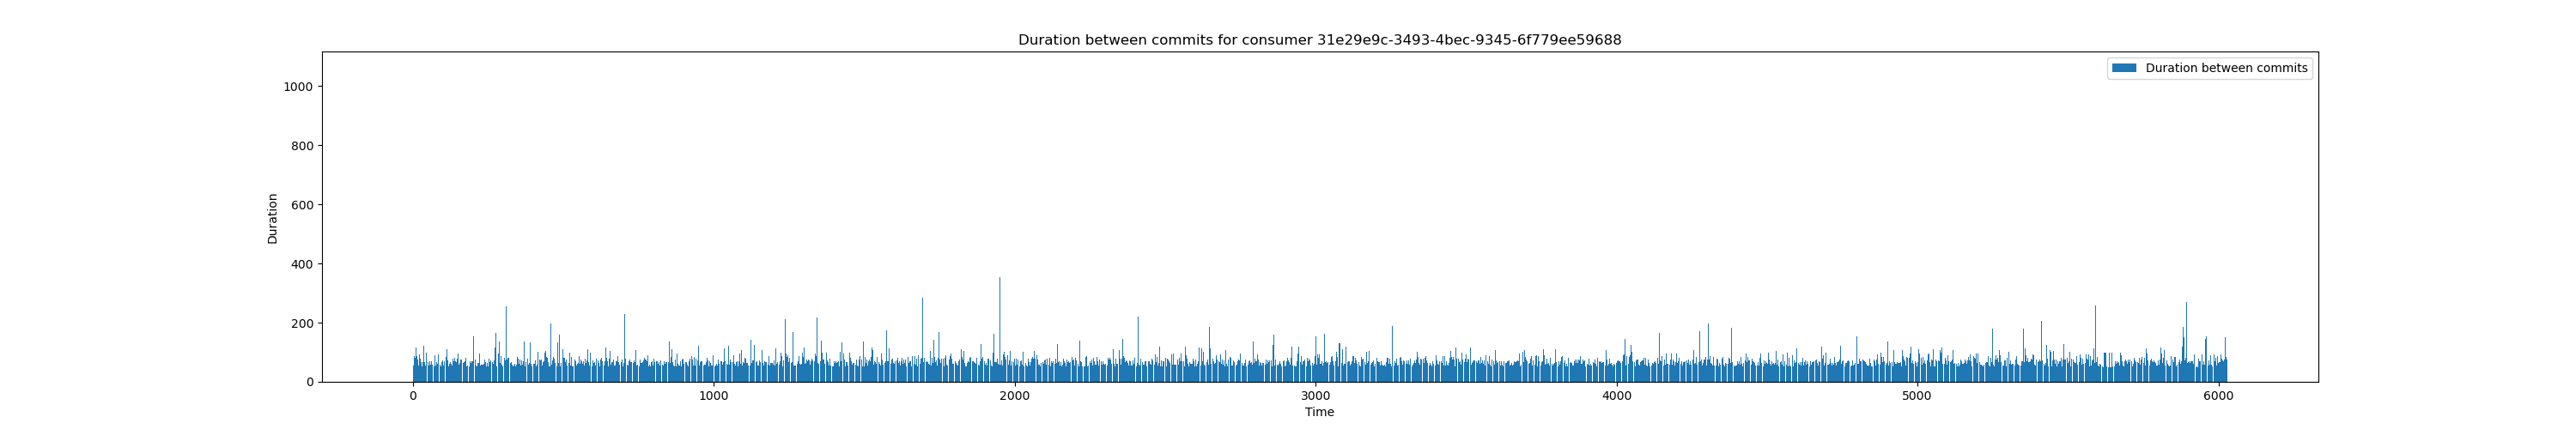 Duration between commits for consumer 31e29e9c-3493-4bec-9345-6f779ee59688
Duration between commits
1000
800
600
400
200
0
Duration
0 1000 2000 3000 4000 5000 6000
Time